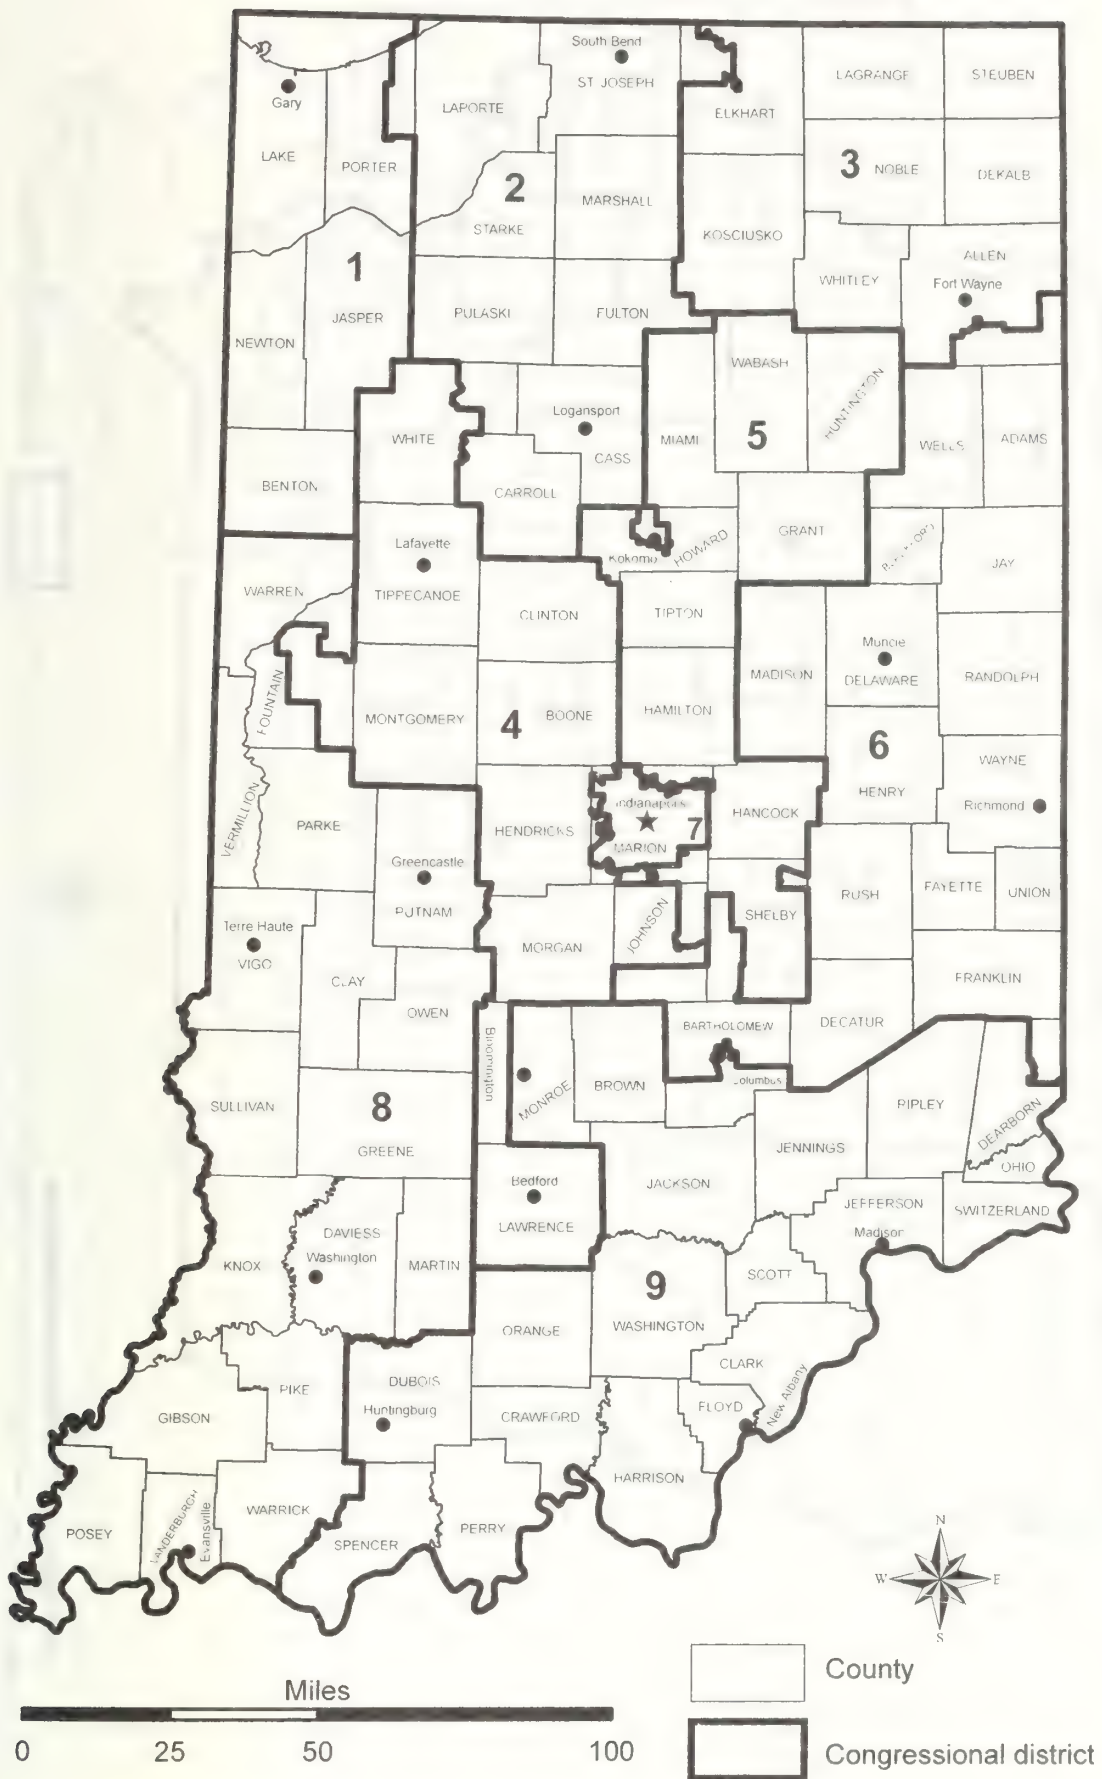 South Bend
ST JOSEPH
LAGRANGE
STEUBEN
Gary
LAPORTE
ELKHART
LAKE
PORTER
2
STARKE
MARSHALL
3 NOBLE
DEKALB
KOSCIUSKO
1
JASPER
PULASKI
FULTON
WHITLEY
ALLEN
Fort Wayne
NEWTON
WABASH
HUNTINGTON
Logansport
CASS
WHITE
MIAMI
5
WELLS
ADAMS
BENTON
CARROLL
Lafayette
TIPPECANOE
Kokomo
HOWARD
GRANT
JAY
WARREN
CLINTON
TIPTON
Muncie
DELAWARE
MADISON
RANDOLPH
FOUNTAIN
MONTGOMERY
4 BOONE
HAMILTON
6
HENRY
WAYNE
Richmond
VERMILLION
PARKE
HENDRICKS
Indianapolis
7
MARION
HANCOCK
Greencastle
PUTNAM
RUSH
FAYETTE
UNION
Terre Haute
VIGO
CLAY
MORGAN
JOHNSON
SHELBY
FRANKLIN
OWEN
Bloomington
BARTHOLOMEW
DECATUR
SULLIVAN
8
GREENE
MONROE
BROWN
Columbus
JENNINGS
RIPLEY
DEARBORN
OHIO
Bedford
LAWRENCE
JACKSON
JEFFERSON
Madison
SWITZERLAND
KNOX
DAVIESS
Washington
MARTIN
9
WASHINGTON
SCOTT
ORANGE
CLARK
New Albany
PIKE
DUBOIS
Huntingburg
GIBSON
CRAWFORD
FLOYD
HARRISON
POSEY
VANDERBURGH
Evansville
WARRICK
SPENCER
PERRY
N
W E
S
Miles
0 25 50 100
County
Congressional district